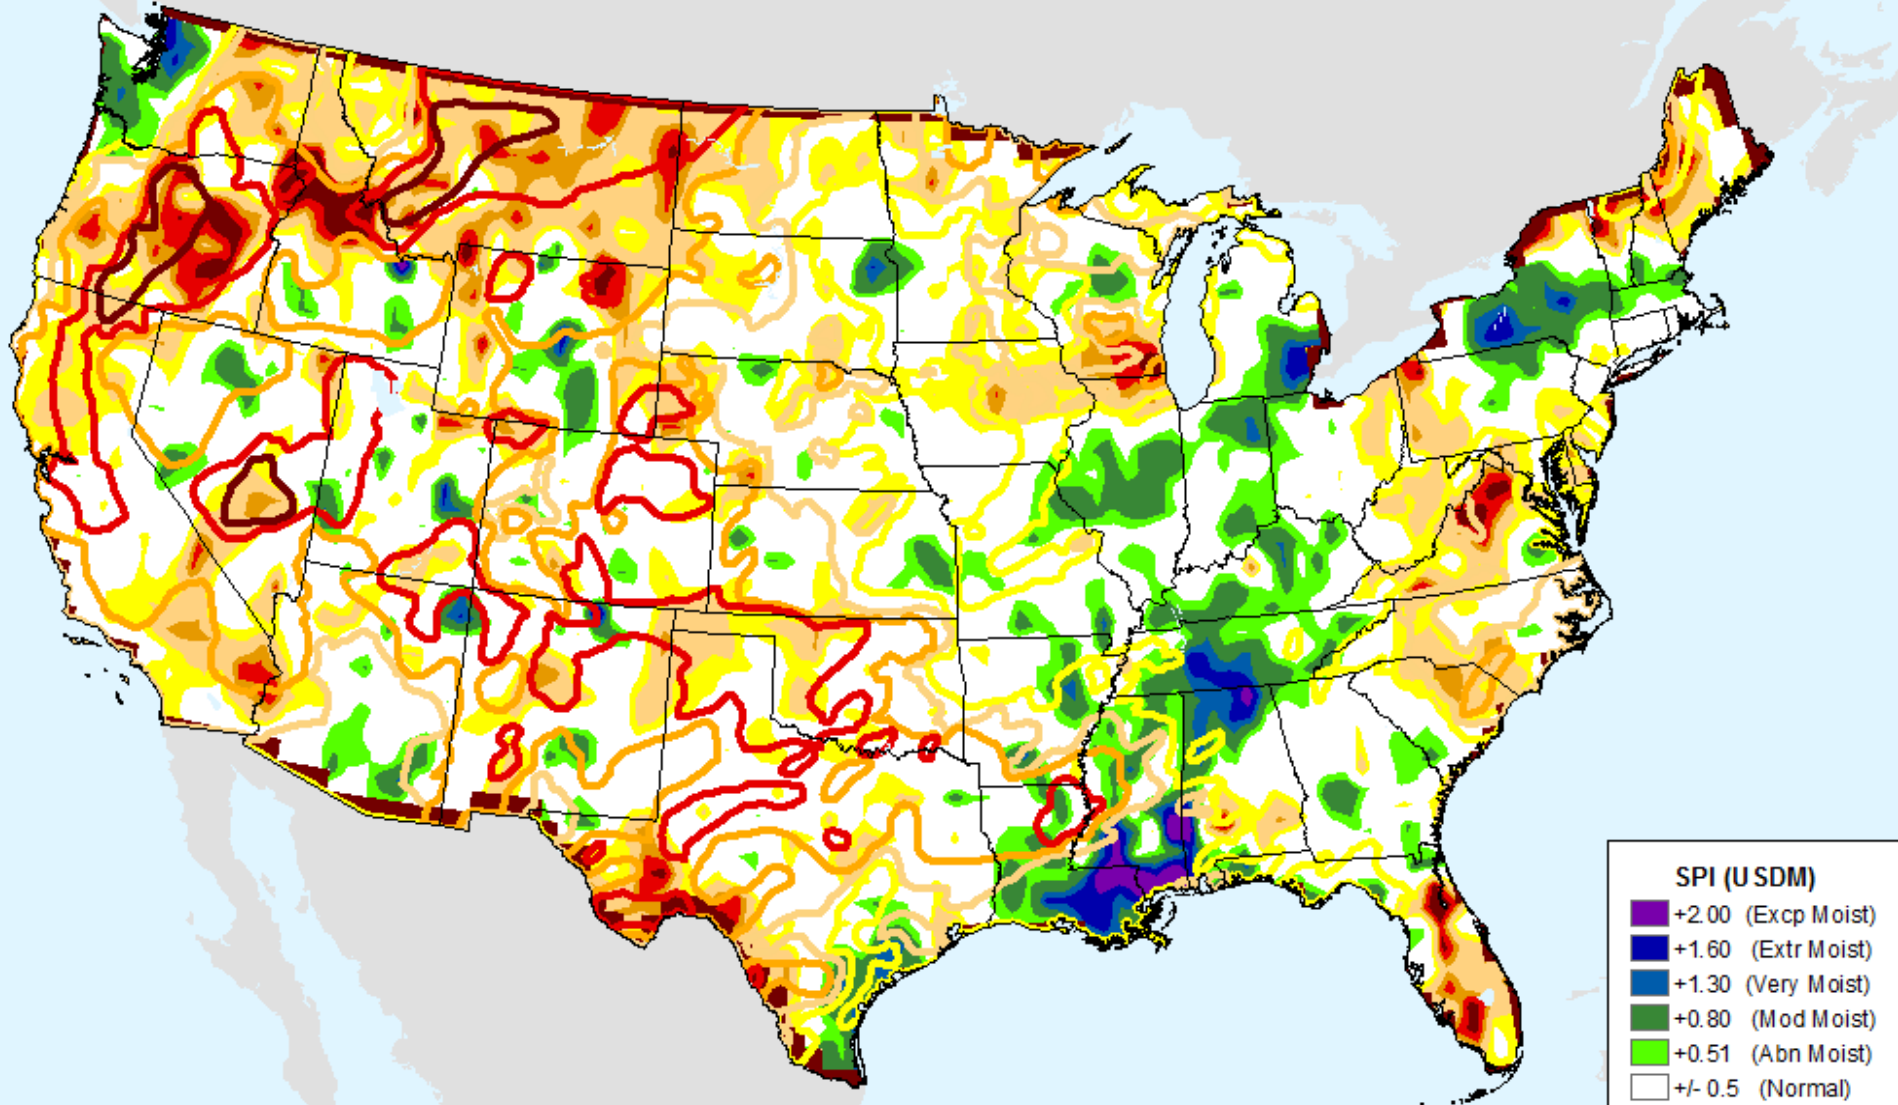 SPI (USDM)
+2.00 (Excp Moist)
+1.60 (Extr Moist)
+1.30 (Very Moist)
+0.80 (Mod Moist)
+0.51 (Abn Moist)
+/- 0.5 (Normal)